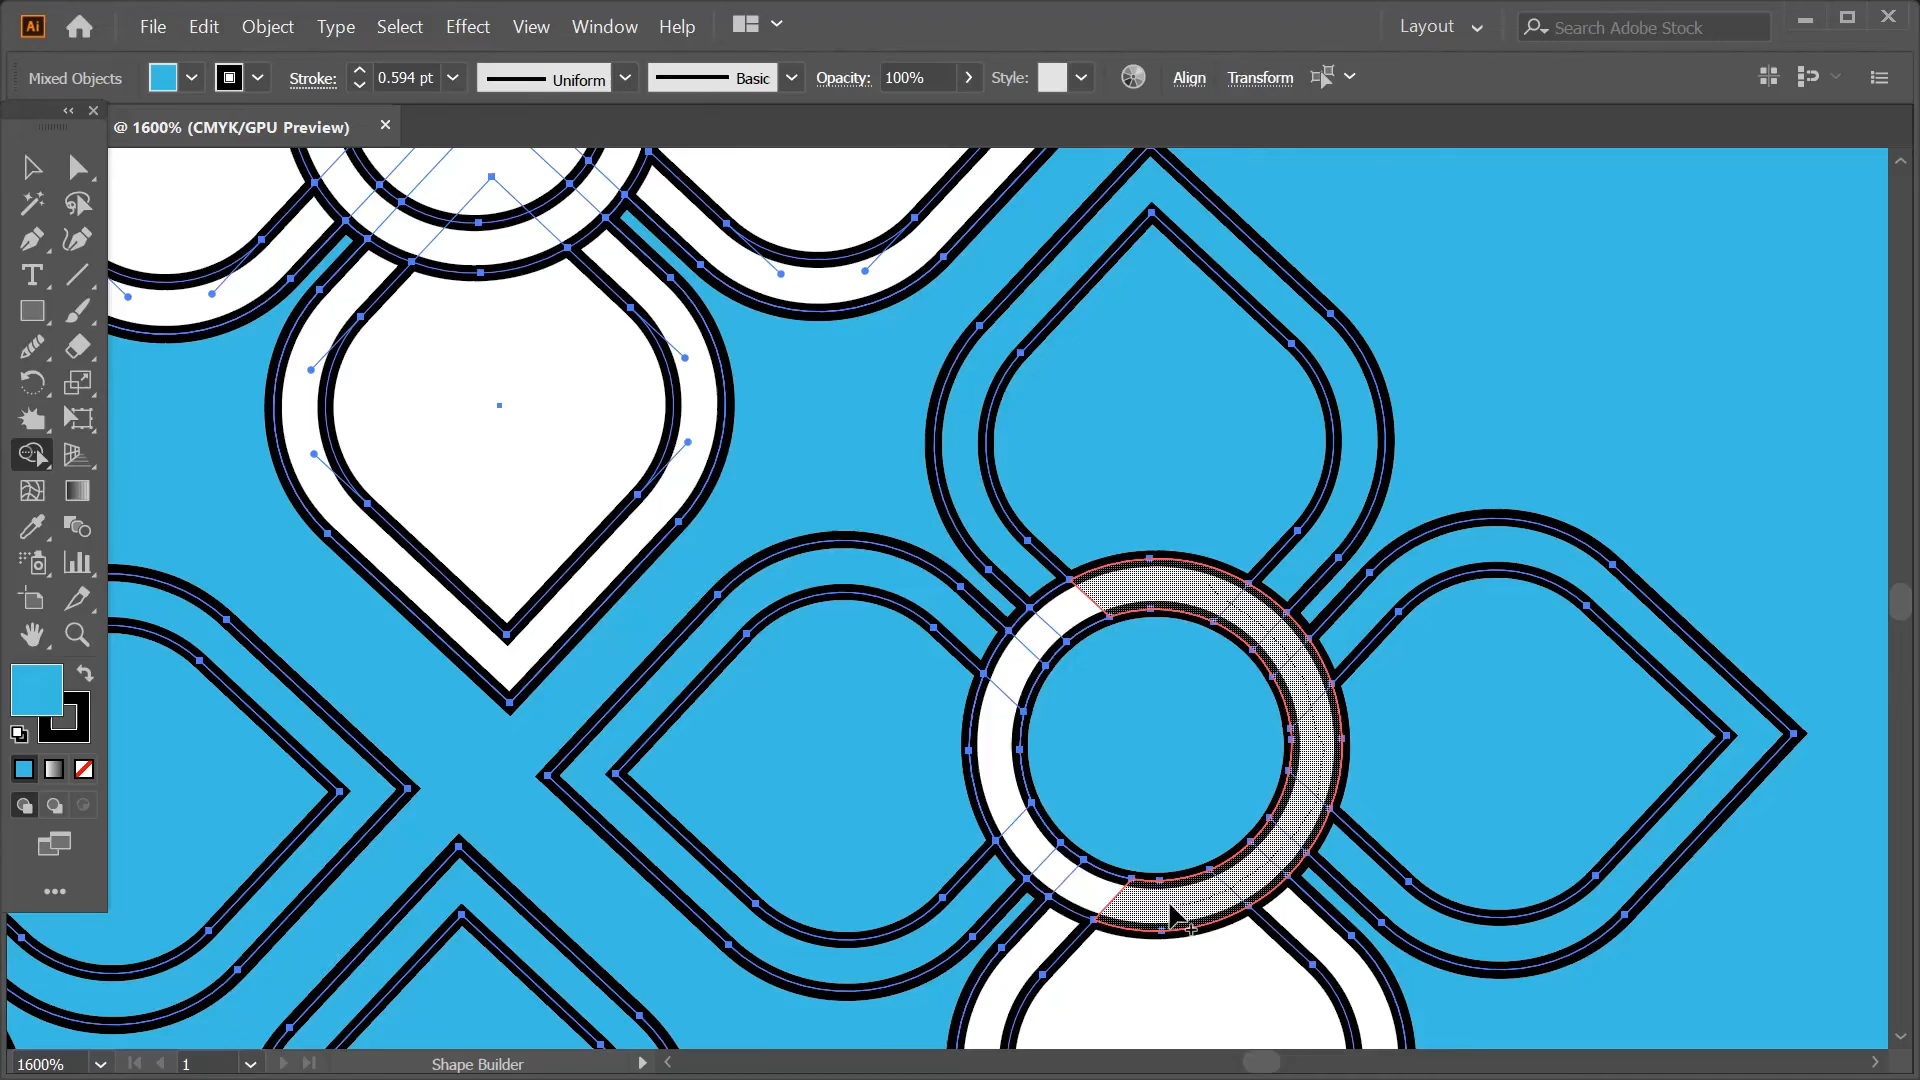 Ai File Edit Object Type Select Effect View Window Help Layout Search Adobe Stock
Mixed Objects Stroke: 0.594 pt Uniform Basic Opacity: 100% Style: Align Transform
@ 1600% (CMYK/GPU Preview)
1600% 1 Shape Builder